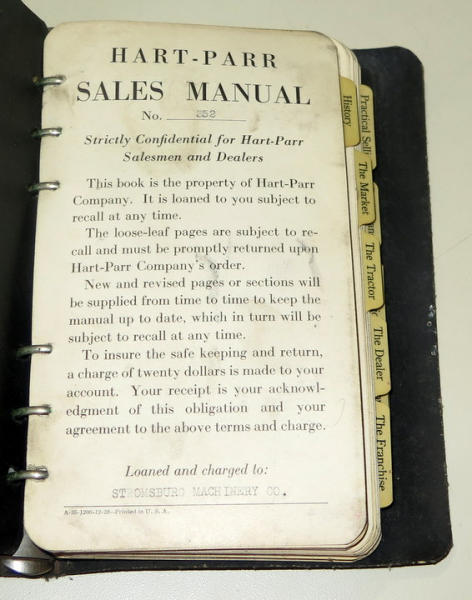 HART-PARR
SALES MANUAL
No. 352
Strictly Confidential for Hart-Parr
Salesmen and Dealers
This book is the property of Hart-Parr
Company. It is loaned to you subject to
recall at any time.
The loose-leaf pages are subject to re-
call and must be promptly returned upon
Hart-Parr Company's order.
New and revised pages or sections will
be supplied from time to time to keep the
manual up to date, which in turn will be
subject to recall at any time.
To insure the safe keeping and return,
a charge of twenty dollars is made to your
account. Your receipt is your acknowl-
edgment of this obligation and your
agreement to the above terms and charge.
Loaned and charged to:
STROMSBURG MACHINERY CO.
A-35-1200-12-28—Printed in U. S. A.
History
Practical Selli
The Market
The Tractor
The Dealer
The Franchise